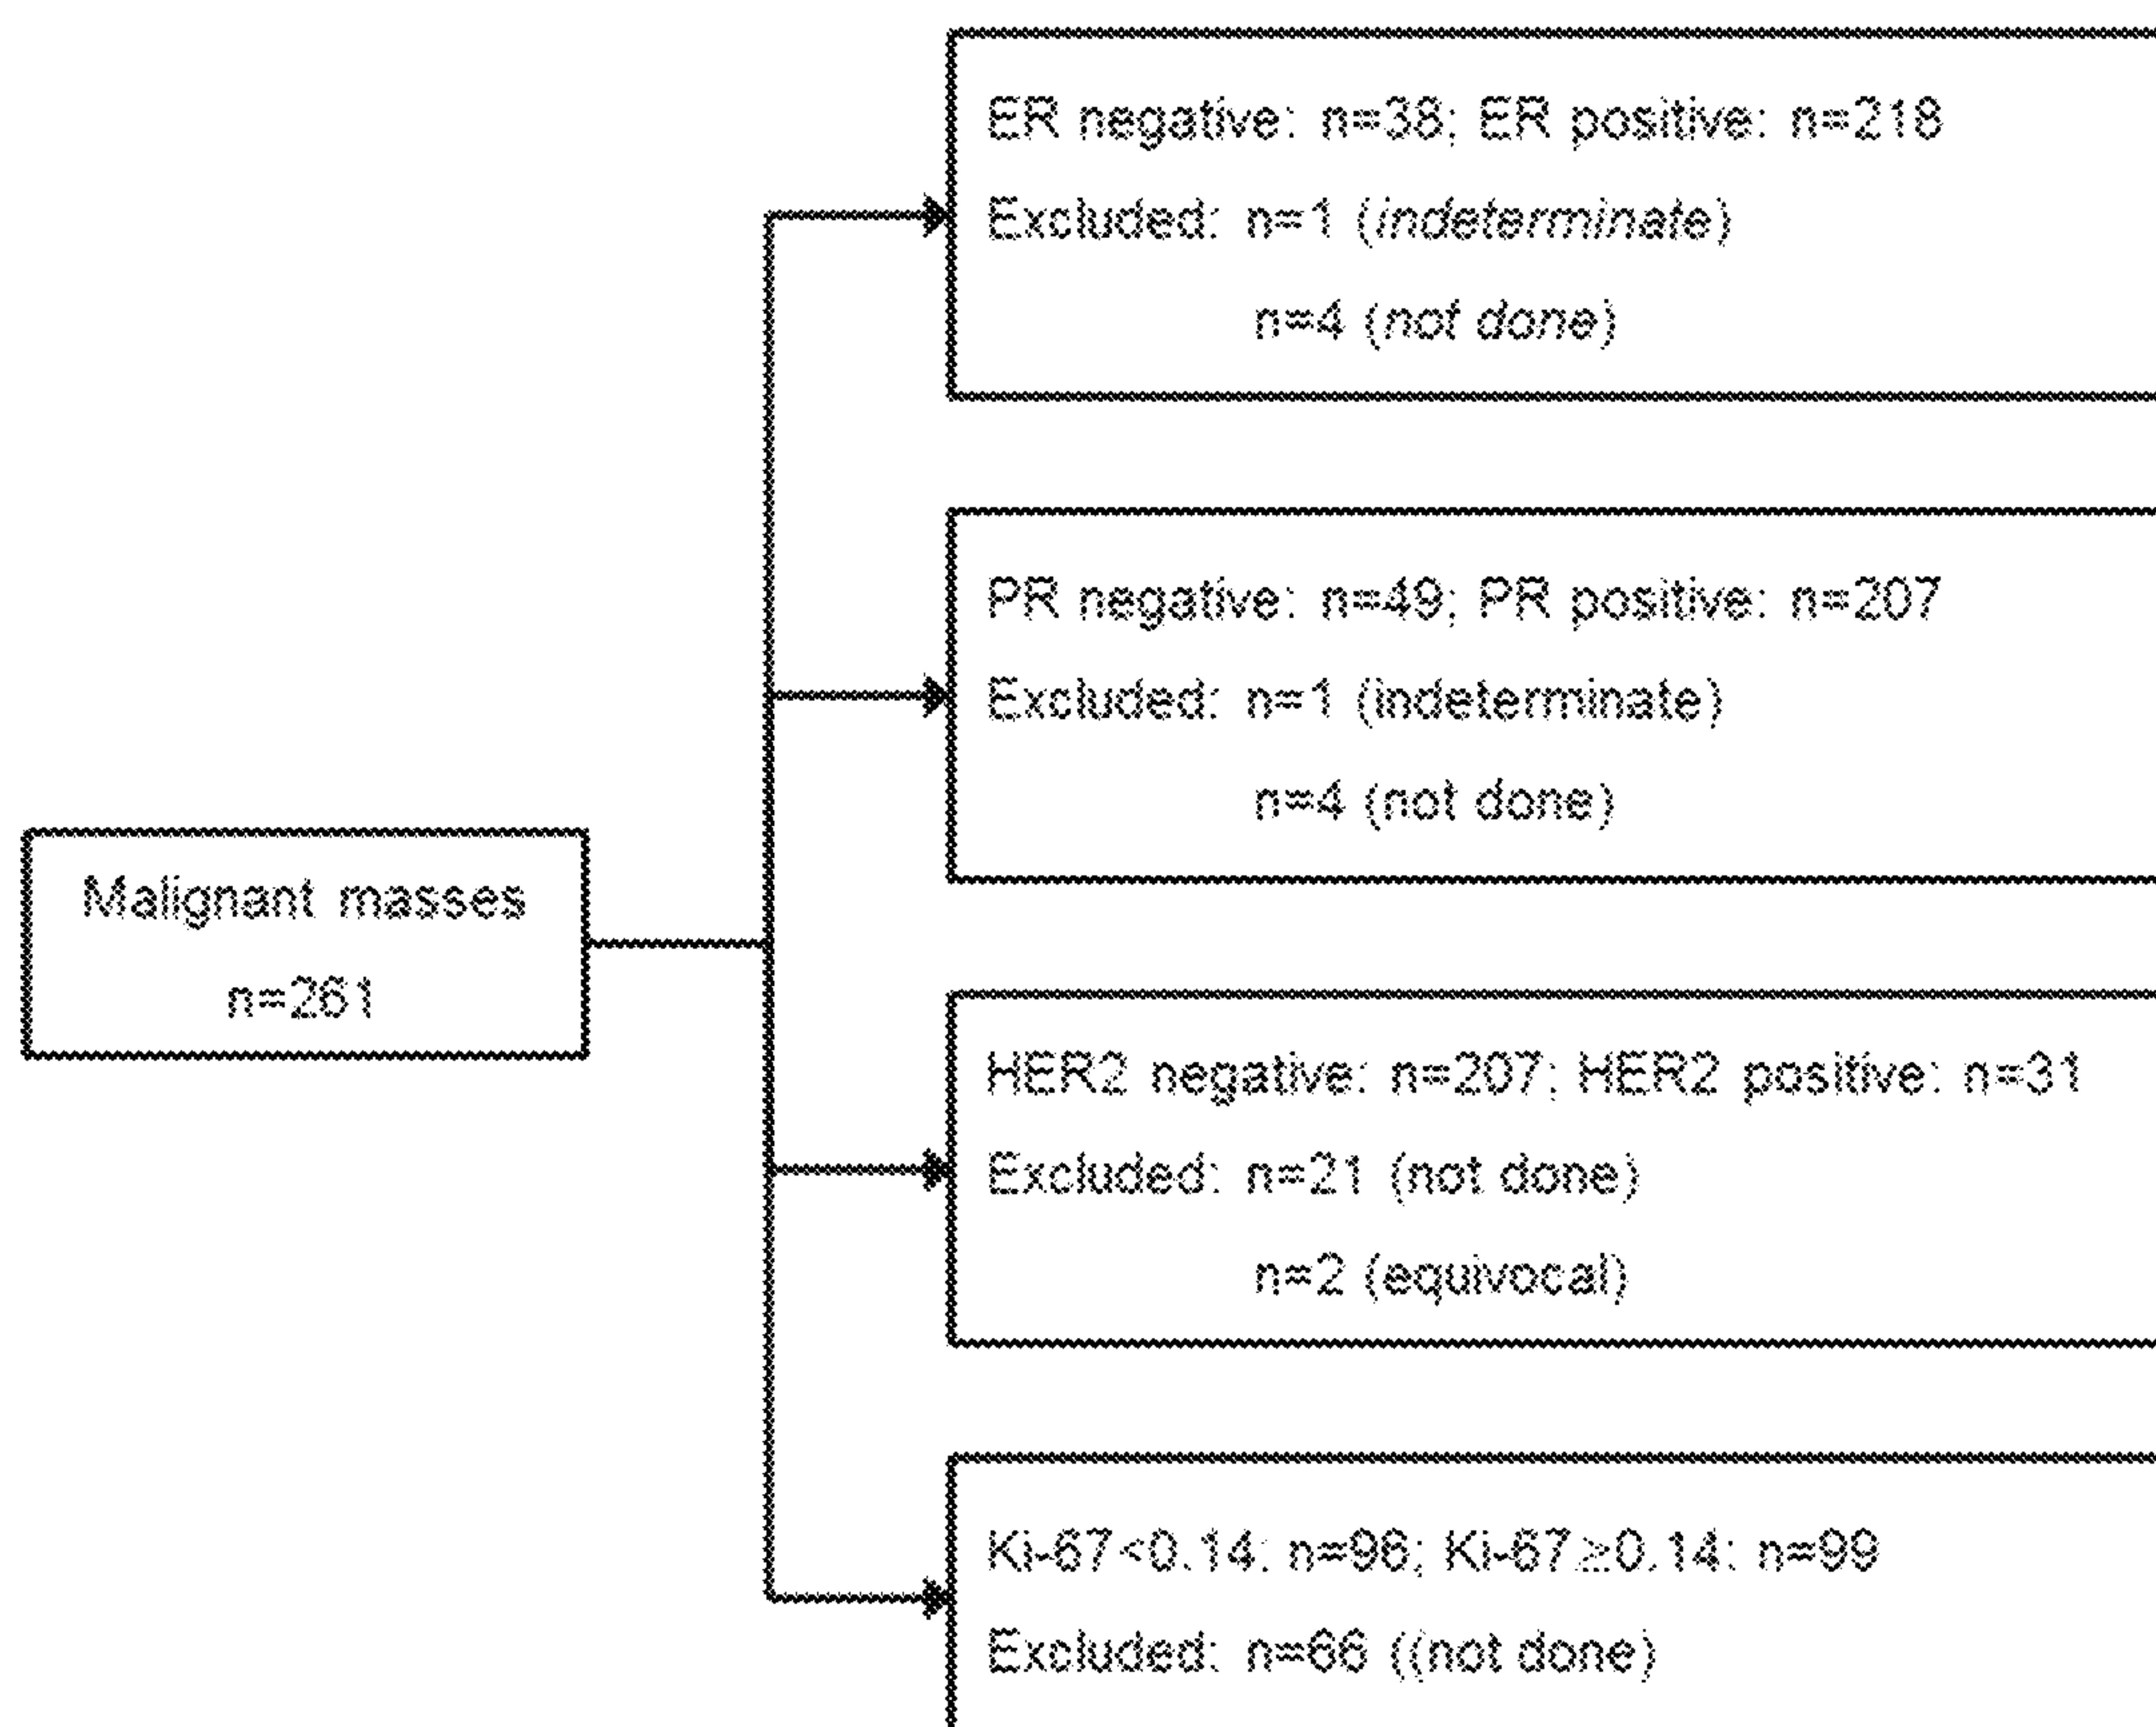 ER negative: n=38; ER positive: n=218
Excluded: n=1 (indeterminate)
n=4 (not done)
PR negative: n=49; PR positive: n=207
Excluded: n=1 (indeterminate)
n=4 (not done)
Malignant masses
n=261
HER2 negative: n=207; HER2 positive: n=31
Excluded: n=21 (not done)
n=2 (equivocal)
Ki-67<0.14: n=96; Ki-67≥0.14: n=99
Excluded: n=66 ((not done)